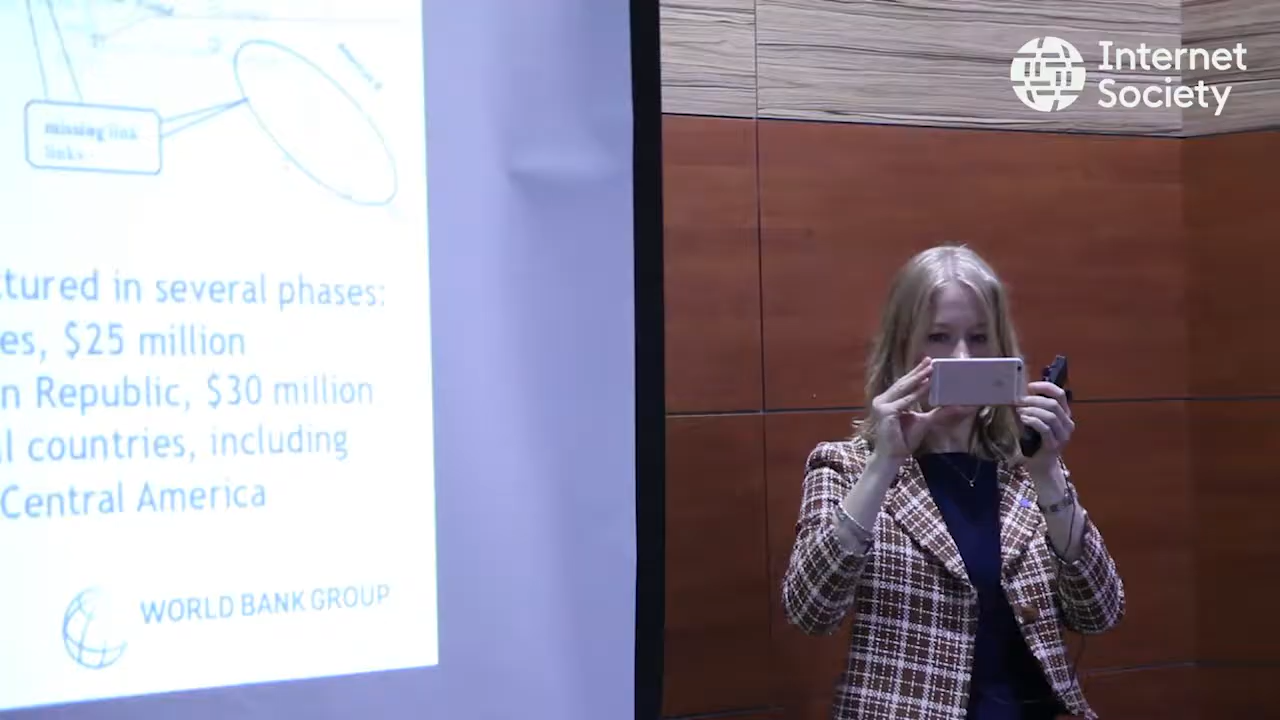 missing link
links
ctured in several phases:
es, $25 million
n Republic, $30 million
l countries, including
Central America
WORLD BANK GROUP
Internet
Society